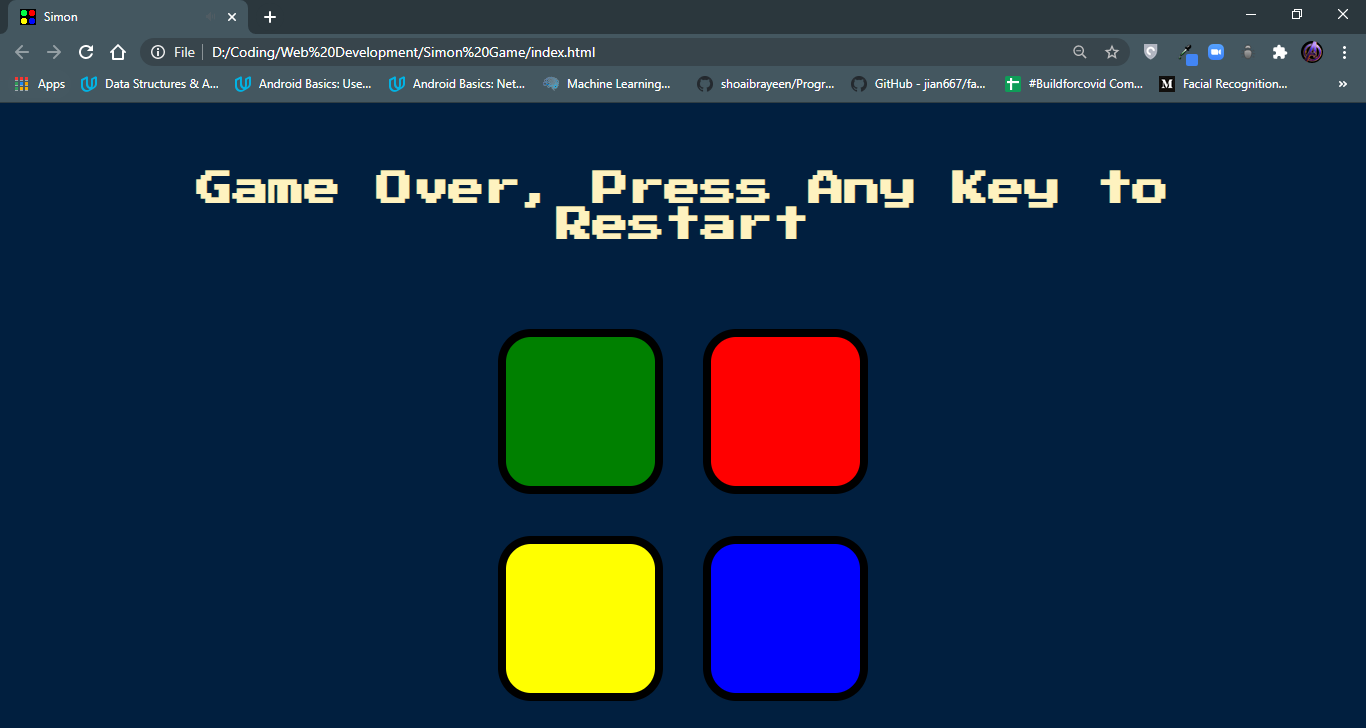 Simon
File D:/Coding/Web%20Development/Simon%20Game/index.html
Apps Data Structures & A... Android Basics: Use... Android Basics: Net... Machine Learning... shoaibrayeen/Progr... GitHub - jian667/fa... #Buildforcovid Com... M Facial Recognition... »
Game Over, Press Any Key to
Restart